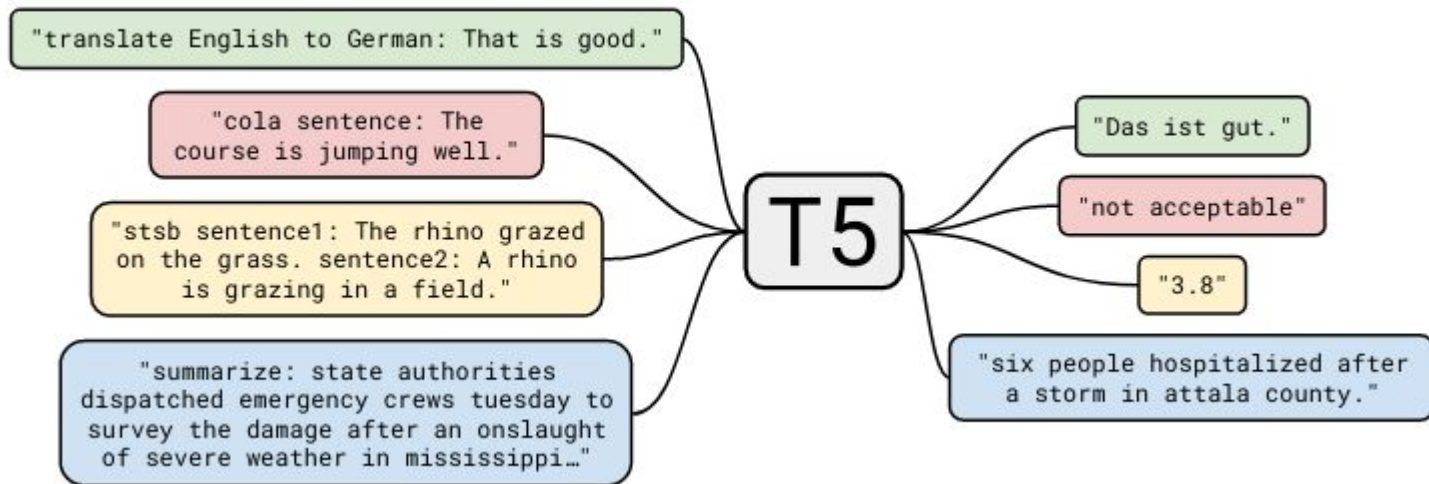 "translate English to German: That is good."
"cola sentence: The
course is jumping well."
"stsb sentence1: The rhino grazed
on the grass. sentence2: A rhino
is grazing in a field."
"summarize: state authorities
dispatched emergency crews tuesday to
survey the damage after an onslaught
of severe weather in mississippi…"
T5
"Das ist gut."
"not acceptable"
"3.8"
"six people hospitalized after
a storm in attala county."